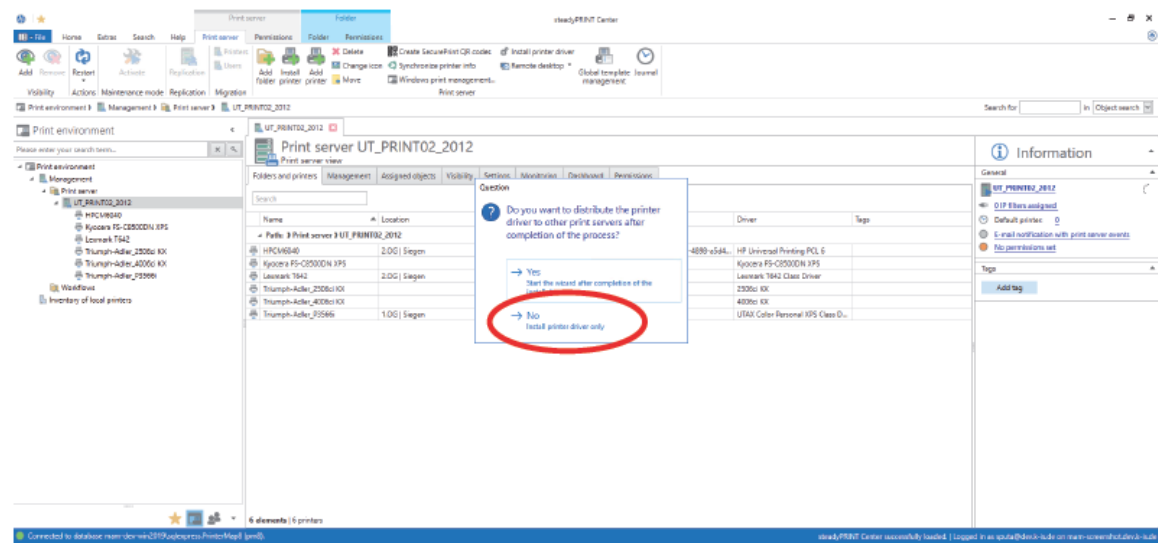 Print server
Folder
steadyPRINT Center
File
Home
Extras
Search
Help
Print server
Permissions
Folder
Permissions
Add
Remove
Restart
Activate
Replication
Printers
Users
Add folder
Install printer
Add printer
Delete
Change icon
Move
Create SecurePrint QR codes
Synchronize printer info
Windows print management...
Install printer driver
Remote desktop
Global template management
Journal
Visibility
Actions
Maintenance mode
Replication
Migration
Print server
Print environment
Management
Print server
UT_PRINT02_2012
Search for
in
Object search
Print environment
Please enter your search term...
Print environment
Management
Print server
UT_PRINT02_2012
HPCM6040
Kyocera FS-C8500DN XPS
Lexmark T642
Triumph-Adler_2506ci KX
Triumph-Adler_4006ci KX
Triumph-Adler_P3566i
Workflows
Inventory of local printers
UT_PRINT02_2012
Print server UT_PRINT02_2012
Print server view
Folders and printers
Management
Assigned objects
Visibility
Settings
Monitoring
Dashboard
Permissions
Search
Name
Location
Driver
Tags
Path: Print server UT_PRINT02_2012
HPCM6040
2.OG | Siegen
HP Universal Printing PCL 6
Kyocera FS-C8500DN XPS
Kyocera FS-C8500DN XPS
Lexmark T642
2.OG | Siegen
Lexmark T642 Class Driver
Triumph-Adler_2506ci KX
2506ci KX
Triumph-Adler_4006ci KX
4006ci KX
Triumph-Adler_P3566i
1.OG | Siegen
UTAX Color Personal XPS Class D...
Question
Do you want to distribute the printer
driver to other print servers after
completion of the process?
Yes
Start the wizard after completion of the
No
Install printer driver only
Information
General
UT_PRINT02_2012
0 IP filters assigned
Default printer: 0
E-mail notification with print server events
No permissions set
Tags
Add tag
6 elements | 6 printers
Connected to database
steadyPRINT Center successfully loaded. | Logged in as